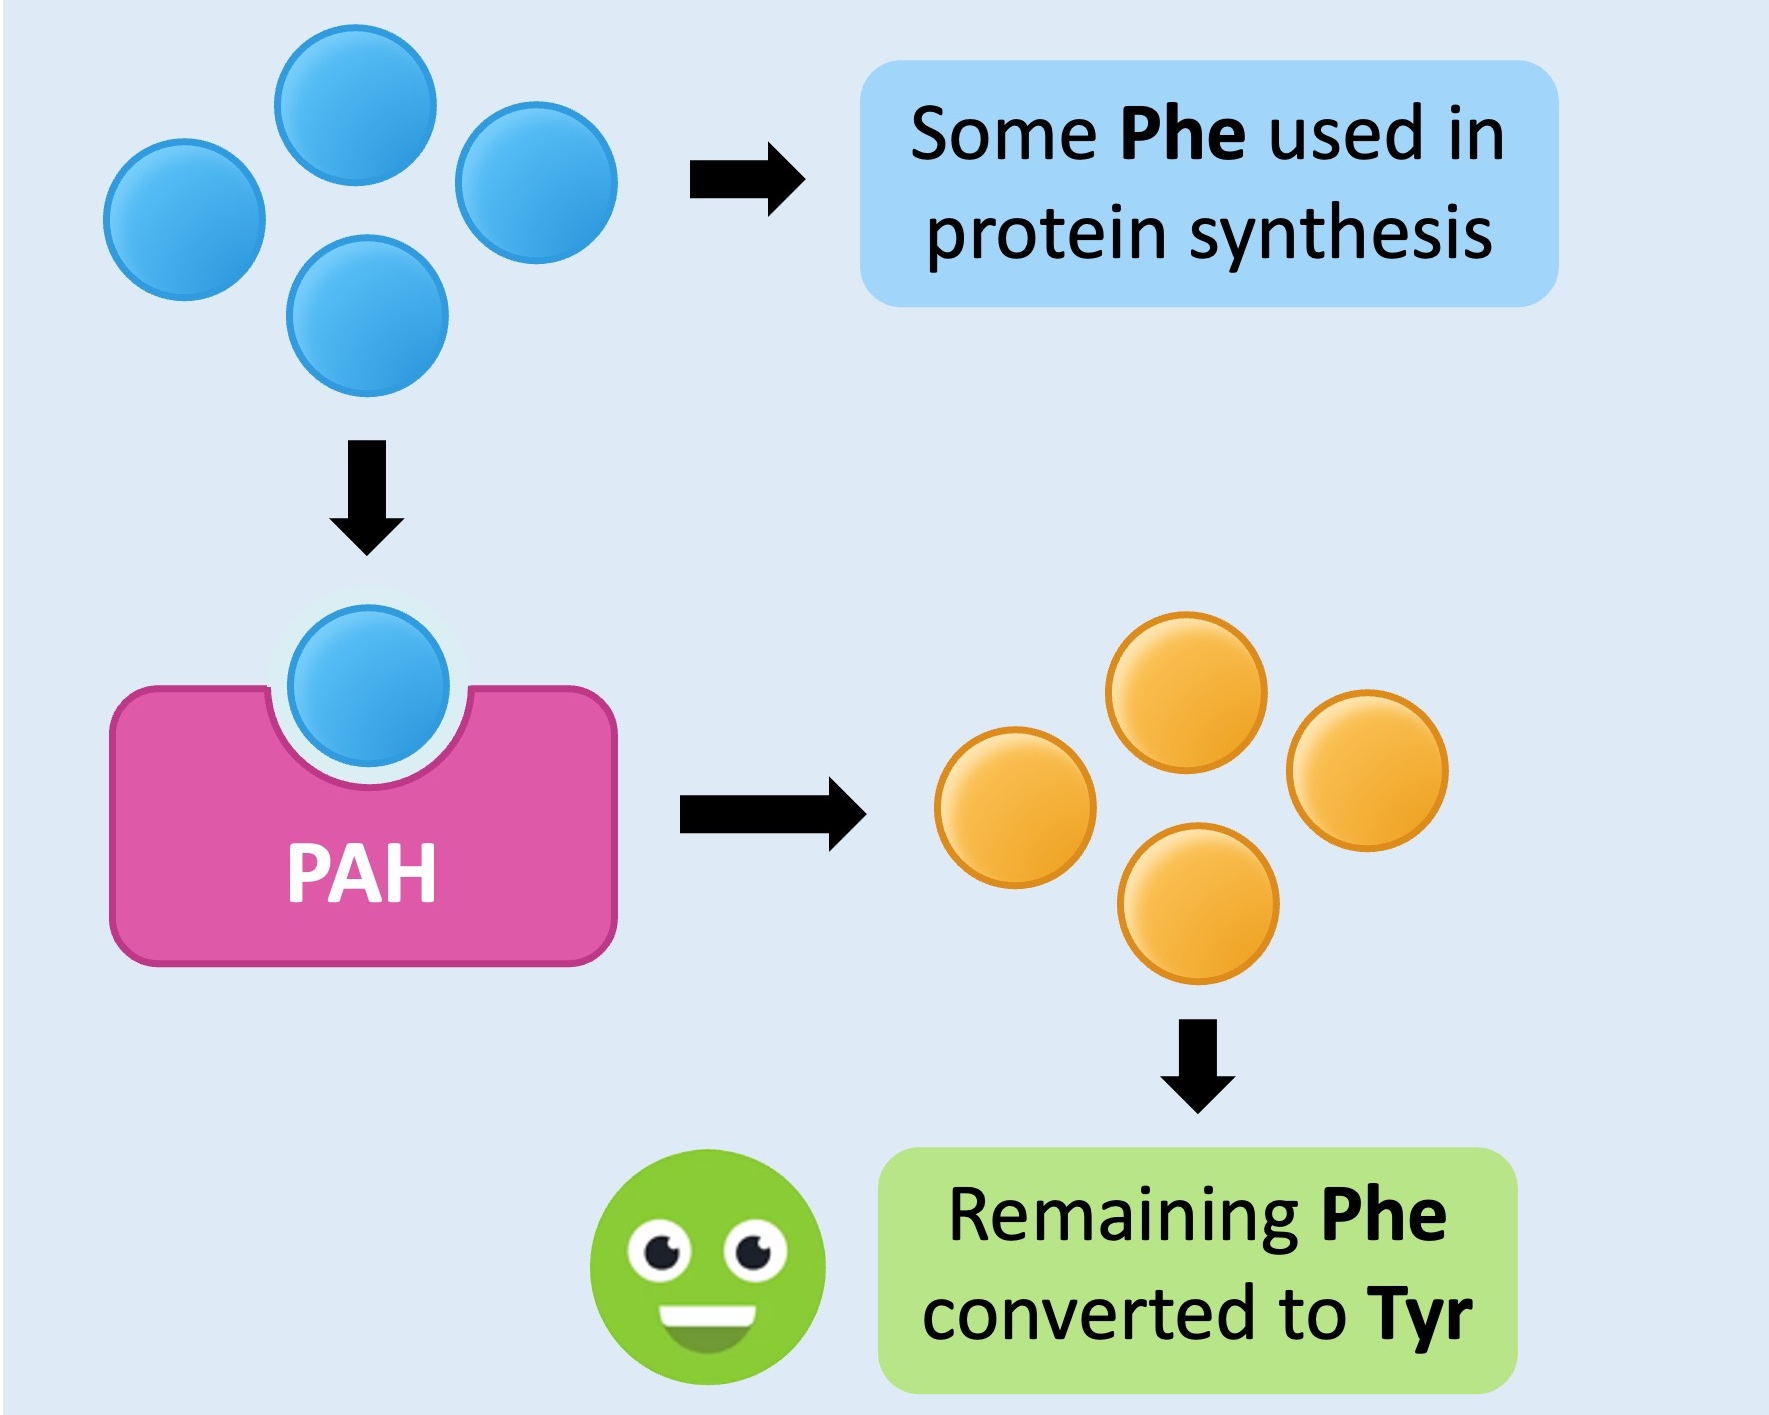 Some Phe used in
protein synthesis
PAH
Remaining Phe
converted to Tyr